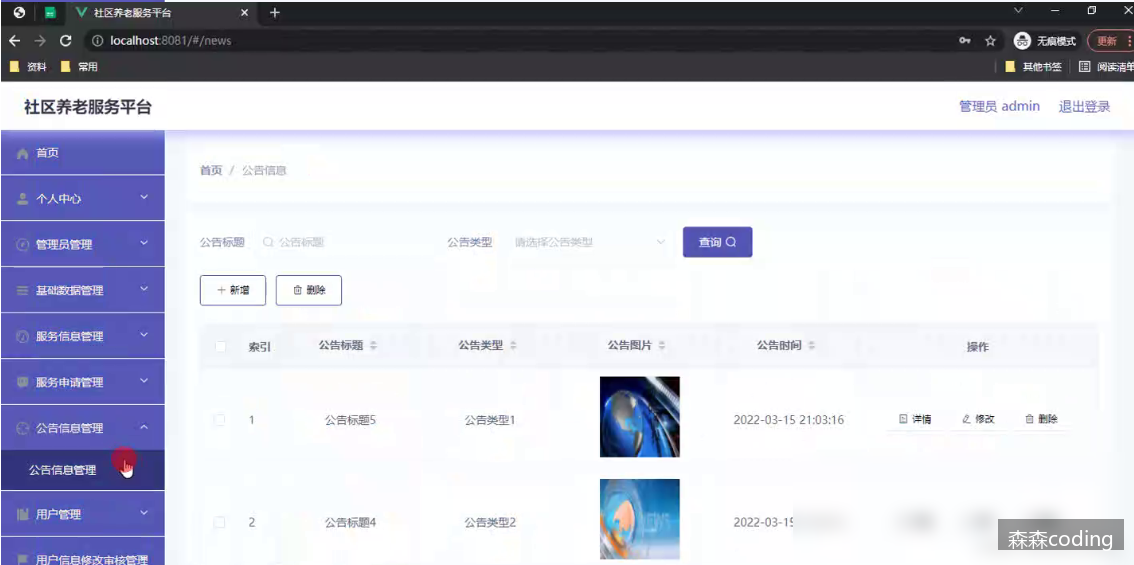 社区养老服务平台
localhost:8081/#/news
无痕模式
更新
资料
常用
其他书签
阅读清单
社区养老服务平台
管理员 admin
退出登录
首页
个人中心
管理员管理
基础数据管理
服务信息管理
服务申请管理
公告信息管理
公告信息管理
用户管理
用户信息修改审核管理
首页 / 公告信息
公告标题
公告标题
公告类型
请选择公告类型
查询
新增
删除
索引 公告标题 公告类型 公告图片 公告时间 操作
1 公告标题5 公告类型1 2022-03-15 21:03:16 详情 修改 删除
2 公告标题4 公告类型2 2022-03-15
森森coding